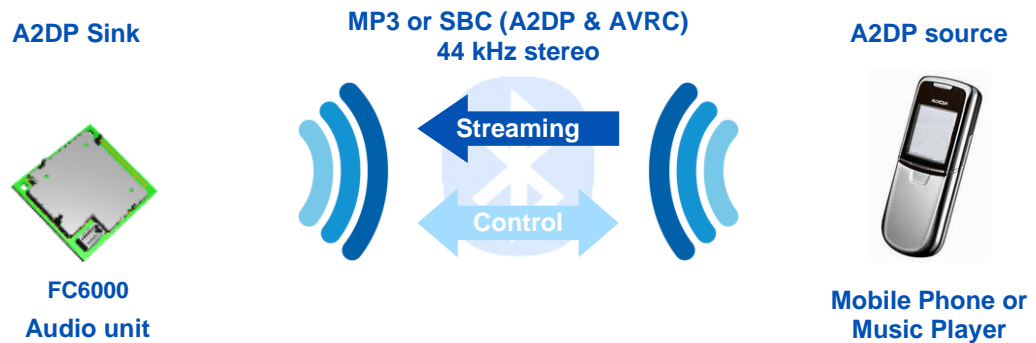 A2DP Sink
MP3 or SBC (A2DP & AVRC)
44 kHz stereo
A2DP source
Streaming
Control
FC6000
Audio unit
Mobile Phone or
Music Player